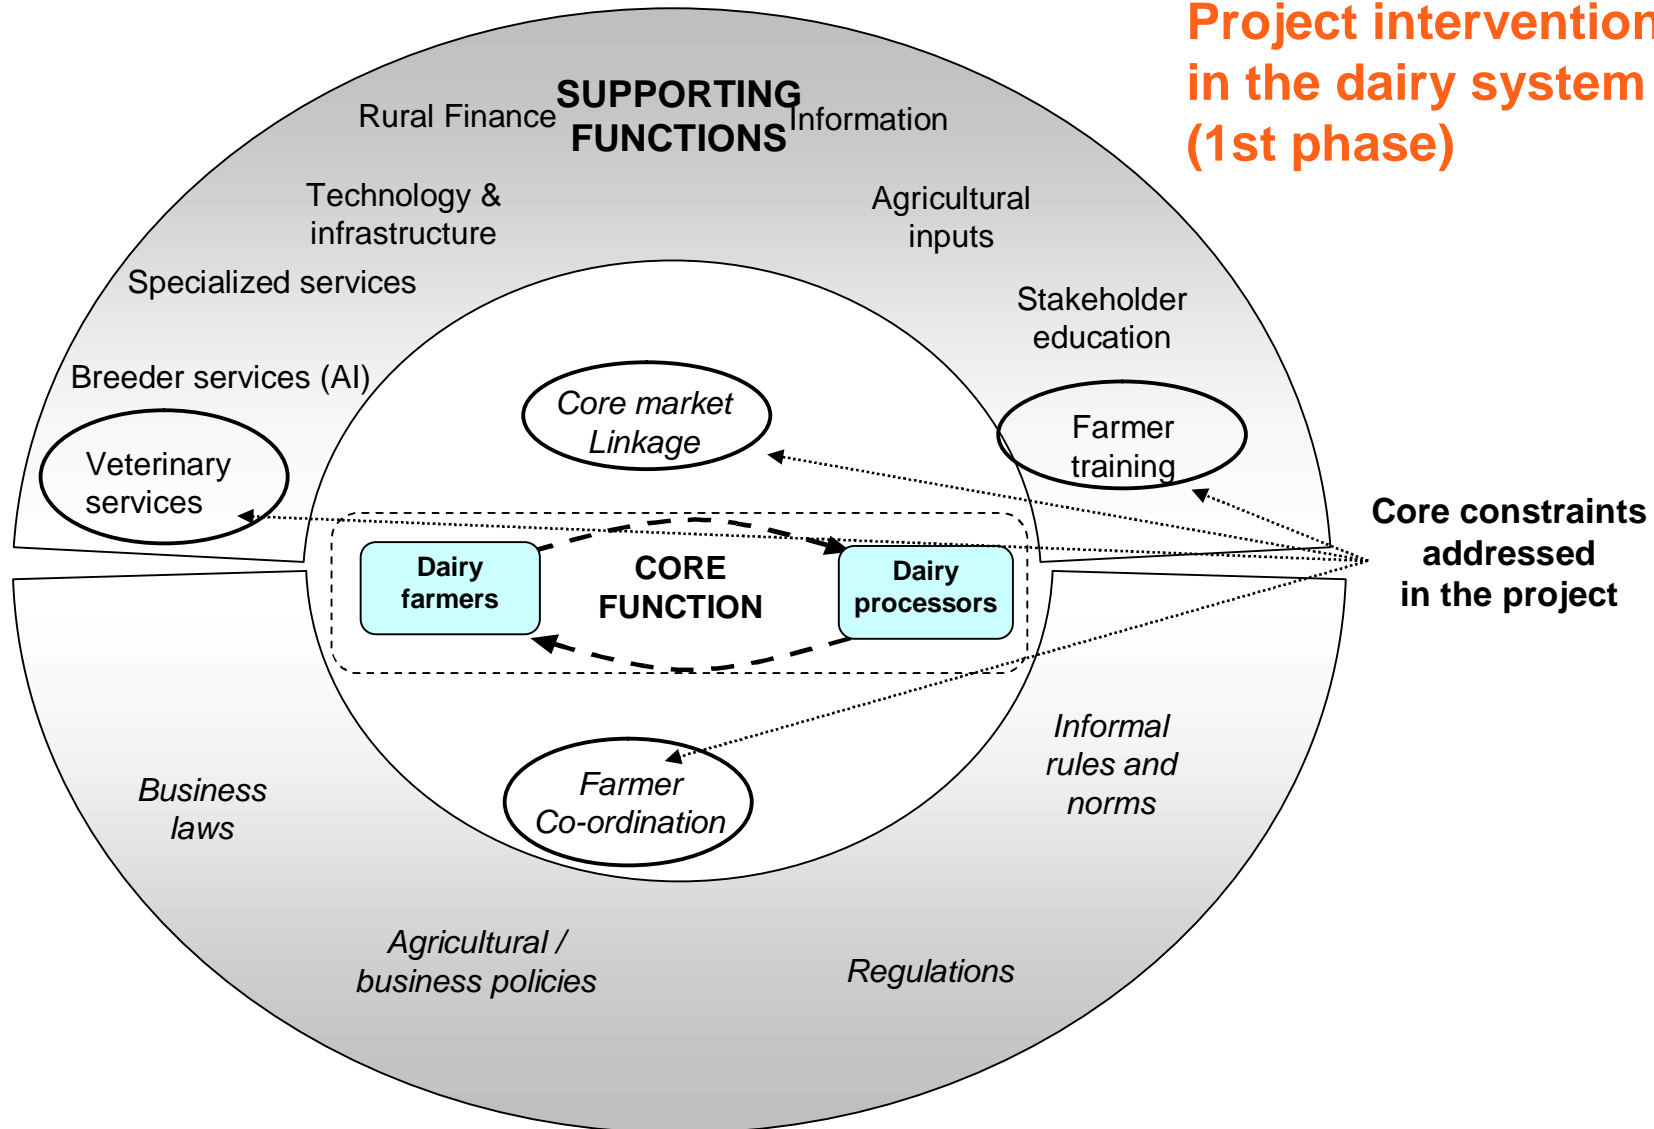 Project intervention
in the dairy system
(1st phase)
SUPPORTING
FUNCTIONS
Rural Finance
Information
Technology &
infrastructure
Agricultural
inputs
Specialized services
Stakeholder
education
Breeder services (AI)
Core market
Linkage
Farmer
training
Veterinary
services
Core constraints
addressed
in the project
Dairy
farmers
CORE
FUNCTION
Dairy
processors
Informal
rules and
norms
Business
laws
Farmer
Co-ordination
Agricultural /
business policies
Regulations